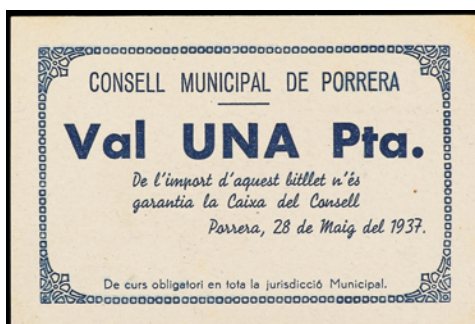 CONSELL MUNICIPAL DE PORRERA
Val UNA Pta.
De l'import d'aquest bitllet n'és
garantia la Caixa del Consell
Porrera, 28 de Maig del 1937.
De curs obligatori en tota la jurisdicció Municipal.